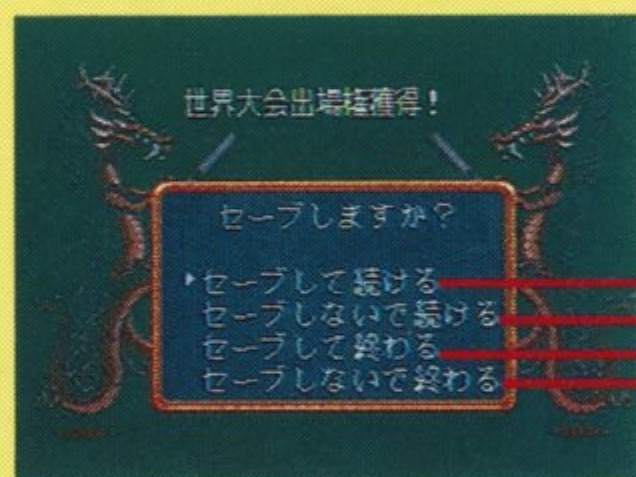 世界大会出場権獲得！
セーブしますか？
セーブして続ける
セーブしないで続ける
セーブして終わる
セーブしないで終わる